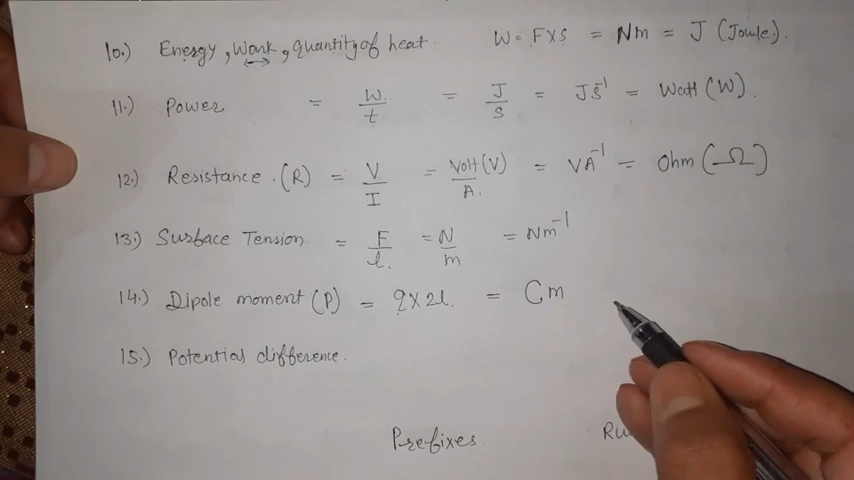 10.) Energy, Work, quantity of heat. W = F×S = Nm = J (Joule).
11.) Power = W/t = J/S = JS⁻¹ = Watt (W).
12.) Resistance. (R) = V/I = Volt(V)/A. = VA⁻¹ = Ohm (Ω)
13.) Surface Tension = F/l. = N/m = Nm⁻¹
14.) Dipole moment (P) = q×2l. = Cm
15.) Potential difference.
Prefixes Ru